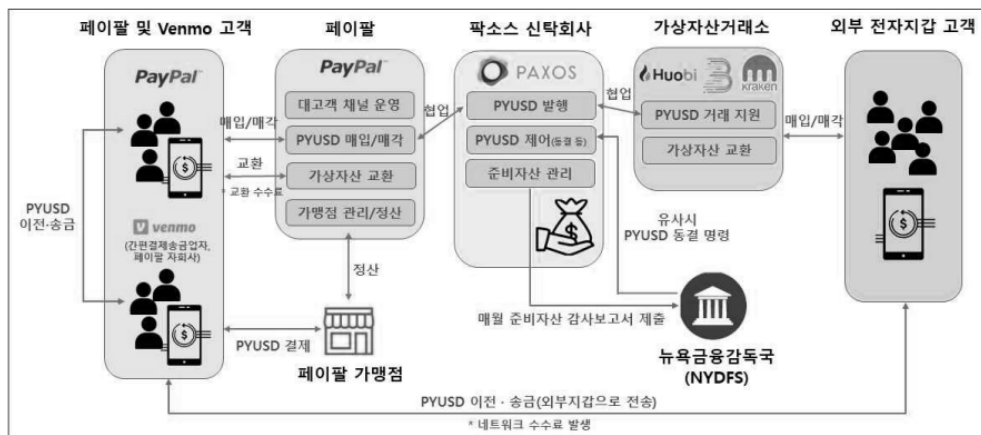 페이팔 및 Venmo 고객
페이팔
팍소스 신탁회사
가상자산거래소
외부 전자지갑 고객
PayPal™
PayPal™
PAXOS
Huobi
KRaKeN
대고객 채널 운영
PYUSD 매입/매각
가상자산 교환
가맹점 관리/정산
PYUSD 발행
PYUSD 제어(동결 등)
준비자산 관리
PYUSD 거래 지원
가상자산 교환
매입/매각
교환
* 교환 수수료
협업
협업
매입/매각
PYUSD
이전·송금
venmo
(간편결제송금업자,
페이팔 자회사)
유사시
PYUSD 동결 명령
정산
매월 준비자산 감사보고서 제출
PYUSD 결제
페이팔 가맹점
뉴욕금융감독국
(NYDFS)
PYUSD 이전 · 송금(외부지갑으로 전송)
* 네트워크 수수료 발생